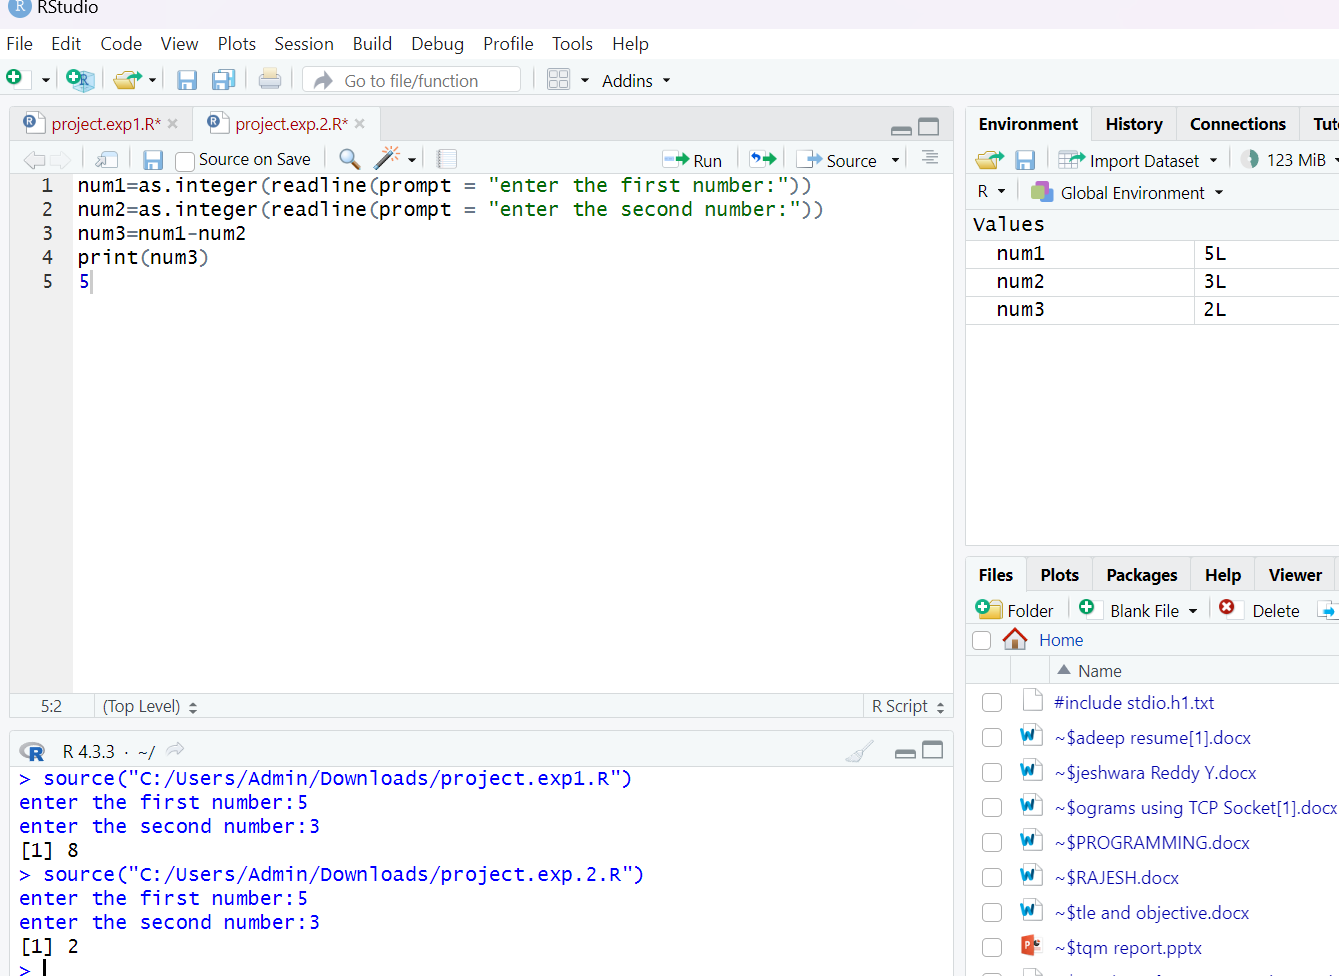 RStudio
File Edit Code View Plots Session Build Debug Profile Tools Help
Go to file/function Addins
project.exp1.R* project.exp.2.R*
Source on Save Run Source
1 num1=as.integer(readline(prompt = "enter the first number:"))
2 num2=as.integer(readline(prompt = "enter the second number:"))
3 num3=num1-num2
4 print(num3)
5 5
5:2 (Top Level) R Script
R 4.3.3 · ~/
> source("C:/Users/Admin/Downloads/project.exp1.R")
enter the first number:5
enter the second number:3
[1] 8
> source("C:/Users/Admin/Downloads/project.exp.2.R")
enter the first number:5
enter the second number:3
[1] 2
>
Environment History Connections Tut
Import Dataset 123 MiB
R Global Environment
Values
num1 5L
num2 3L
num3 2L
Files Plots Packages Help Viewer
Folder Blank File Delete
Home
Name
#include stdio.h1.txt
~$adeep resume[1].docx
~$jeshwara Reddy Y.docx
~$ograms using TCP Socket[1].docx
~$PROGRAMMING.docx
~$RAJESH.docx
~$tle and objective.docx
~$tqm report.pptx